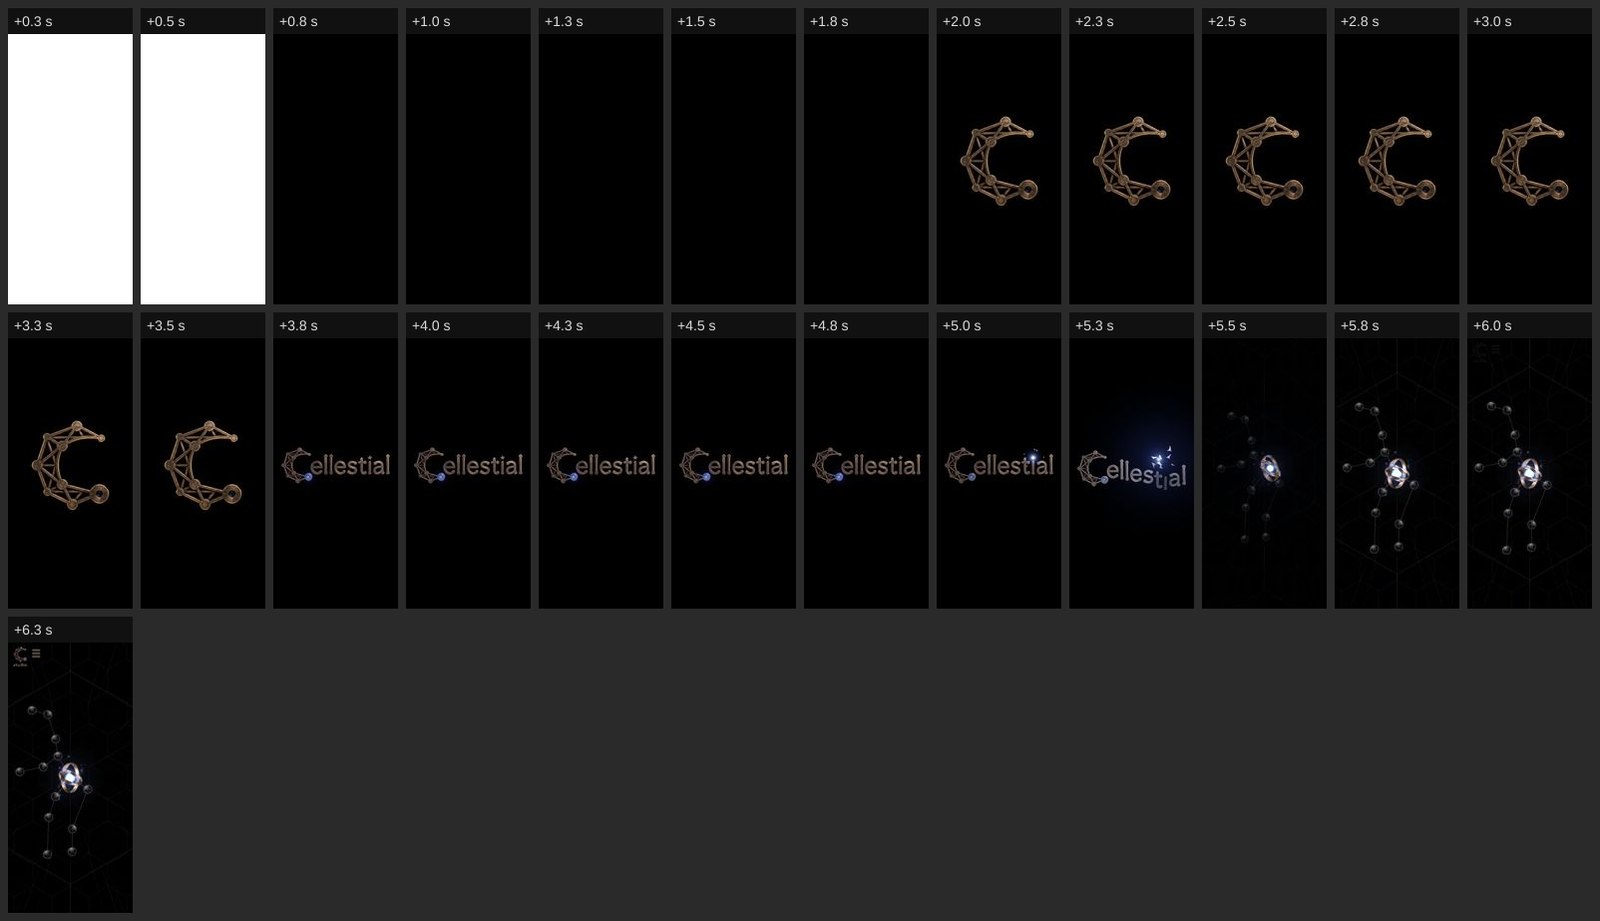 +0.3 s
+0.5 s
+0.8 s
+1.0 s
+1.3 s
+1.5 s
+1.8 s
+2.0 s
+2.3 s
+2.5 s
+2.8 s
+3.0 s
+3.3 s
+3.5 s
+3.8 s
+4.0 s
+4.3 s
+4.5 s
+4.8 s
+5.0 s
+5.3 s
+5.5 s
+5.8 s
+6.0 s
Cellestial
Cellestial
Cellestial
Cellestial
Cellestial
Cellestial
Cellestial
+6.3 s